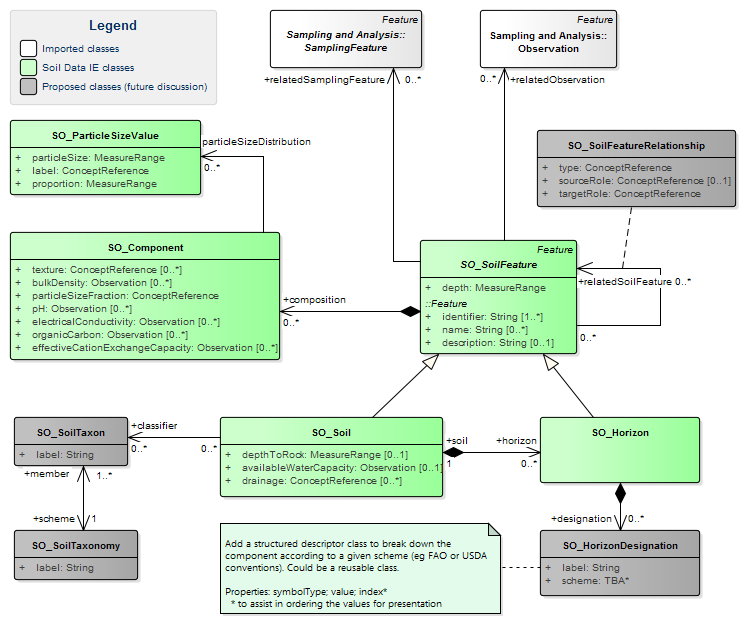 Legend
Imported classes
Soil Data IE classes
Proposed classes (future discussion)
Feature
Sampling and Analysis::
SamplingFeature
Feature
Sampling and Analysis::
Observation
+relatedSamplingFeature
0..*
0..*
+relatedObservation
SO_ParticleSizeValue
+ particleSize: MeasureRange
+ label: ConceptReference
+ proportion: MeasureRange
particleSizeDistribution
0..*
SO_SoilFeatureRelationship
+ type: ConceptReference
+ sourceRole: ConceptReference [0..1]
+ targetRole: ConceptReference
SO_Component
+ texture: ConceptReference [0..*]
+ bulkDensity: Observation [0..*]
+ particleSizeFraction: ConceptReference
+ pH: Observation [0..*]
+ electricalConductivity: Observation [0..*]
+ organicCarbon: Observation [0..*]
+ effectiveCationExchangeCapacity: Observation [0..*]
+composition
0..*
Feature
SO_SoilFeature
+ depth: MeasureRange
::Feature
+ identifier: String [1..*]
+ name: String [0..*]
+ description: String [0..1]
+relatedSoilFeature 0..*
0..*
SO_SoilTaxon
+ label: String
+classifier
0..*
0..*
SO_Soil
+ depthToRock: MeasureRange [0..1]
+ availableWaterCapacity: Observation [0..1]
+ drainage: ConceptReference [0..*]
+soil
1
+horizon
0..*
SO_Horizon
+member
1..*
+scheme
1
SO_SoilTaxonomy
+ label: String
+designation
0..*
SO_HorizonDesignation
+ label: String
+ scheme: TBA*
Add a structured descriptor class to break down the
component according to a given scheme (eg FAO or USDA
conventions). Could be a reusable class.
Properties: symbolType; value; index*
* to assist in ordering the values for presentation